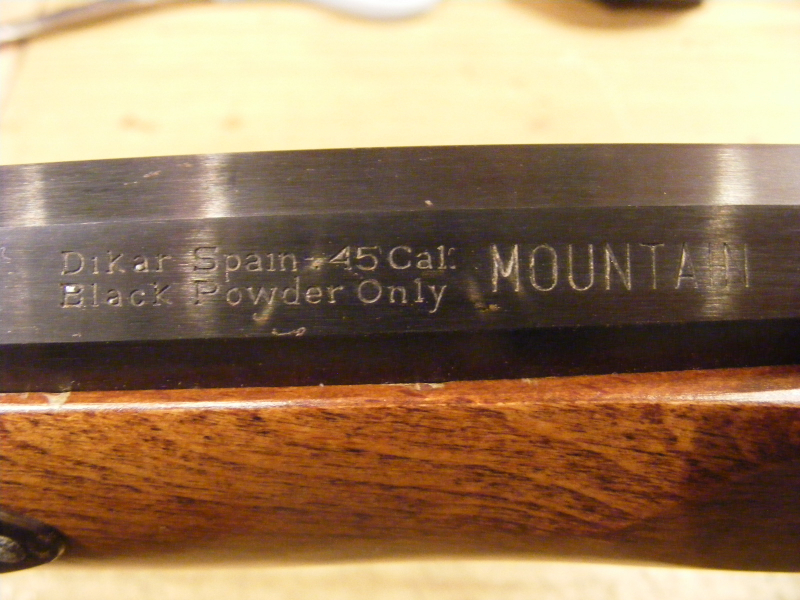 Dikar Spain .45 Cal.
Black Powder Only
MOUNTAIN